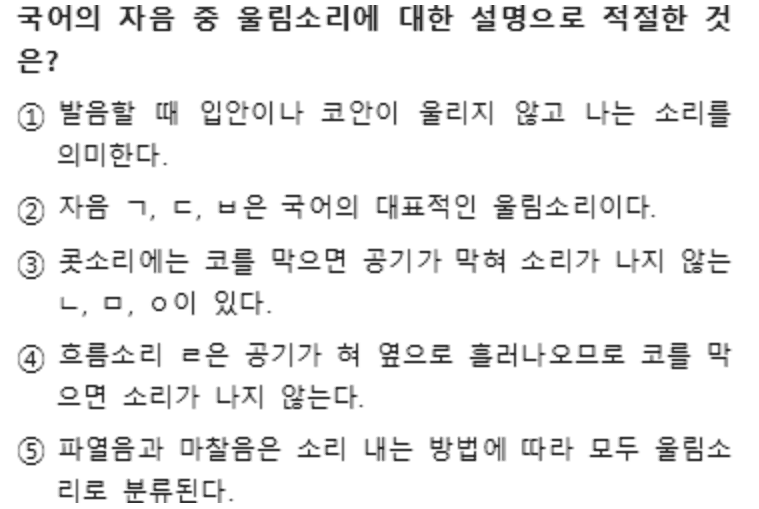 국어의 자음 중 울림소리에 대한 설명으로 적절한 것
은?
① 발음할 때 입안이나 코안이 울리지 않고 나는 소리를
의미한다.
② 자음 ㄱ, ㄷ, ㅂ은 국어의 대표적인 울림소리이다.
③ 콧소리에는 코를 막으면 공기가 막혀 소리가 나지 않는
ㄴ, ㅁ, ㅇ이 있다.
④ 흐름소리 ㄹ은 공기가 혀 옆으로 흘러나오므로 코를 막
으면 소리가 나지 않는다.
⑤ 파열음과 마찰음은 소리 내는 방법에 따라 모두 울림소
리로 분류된다.